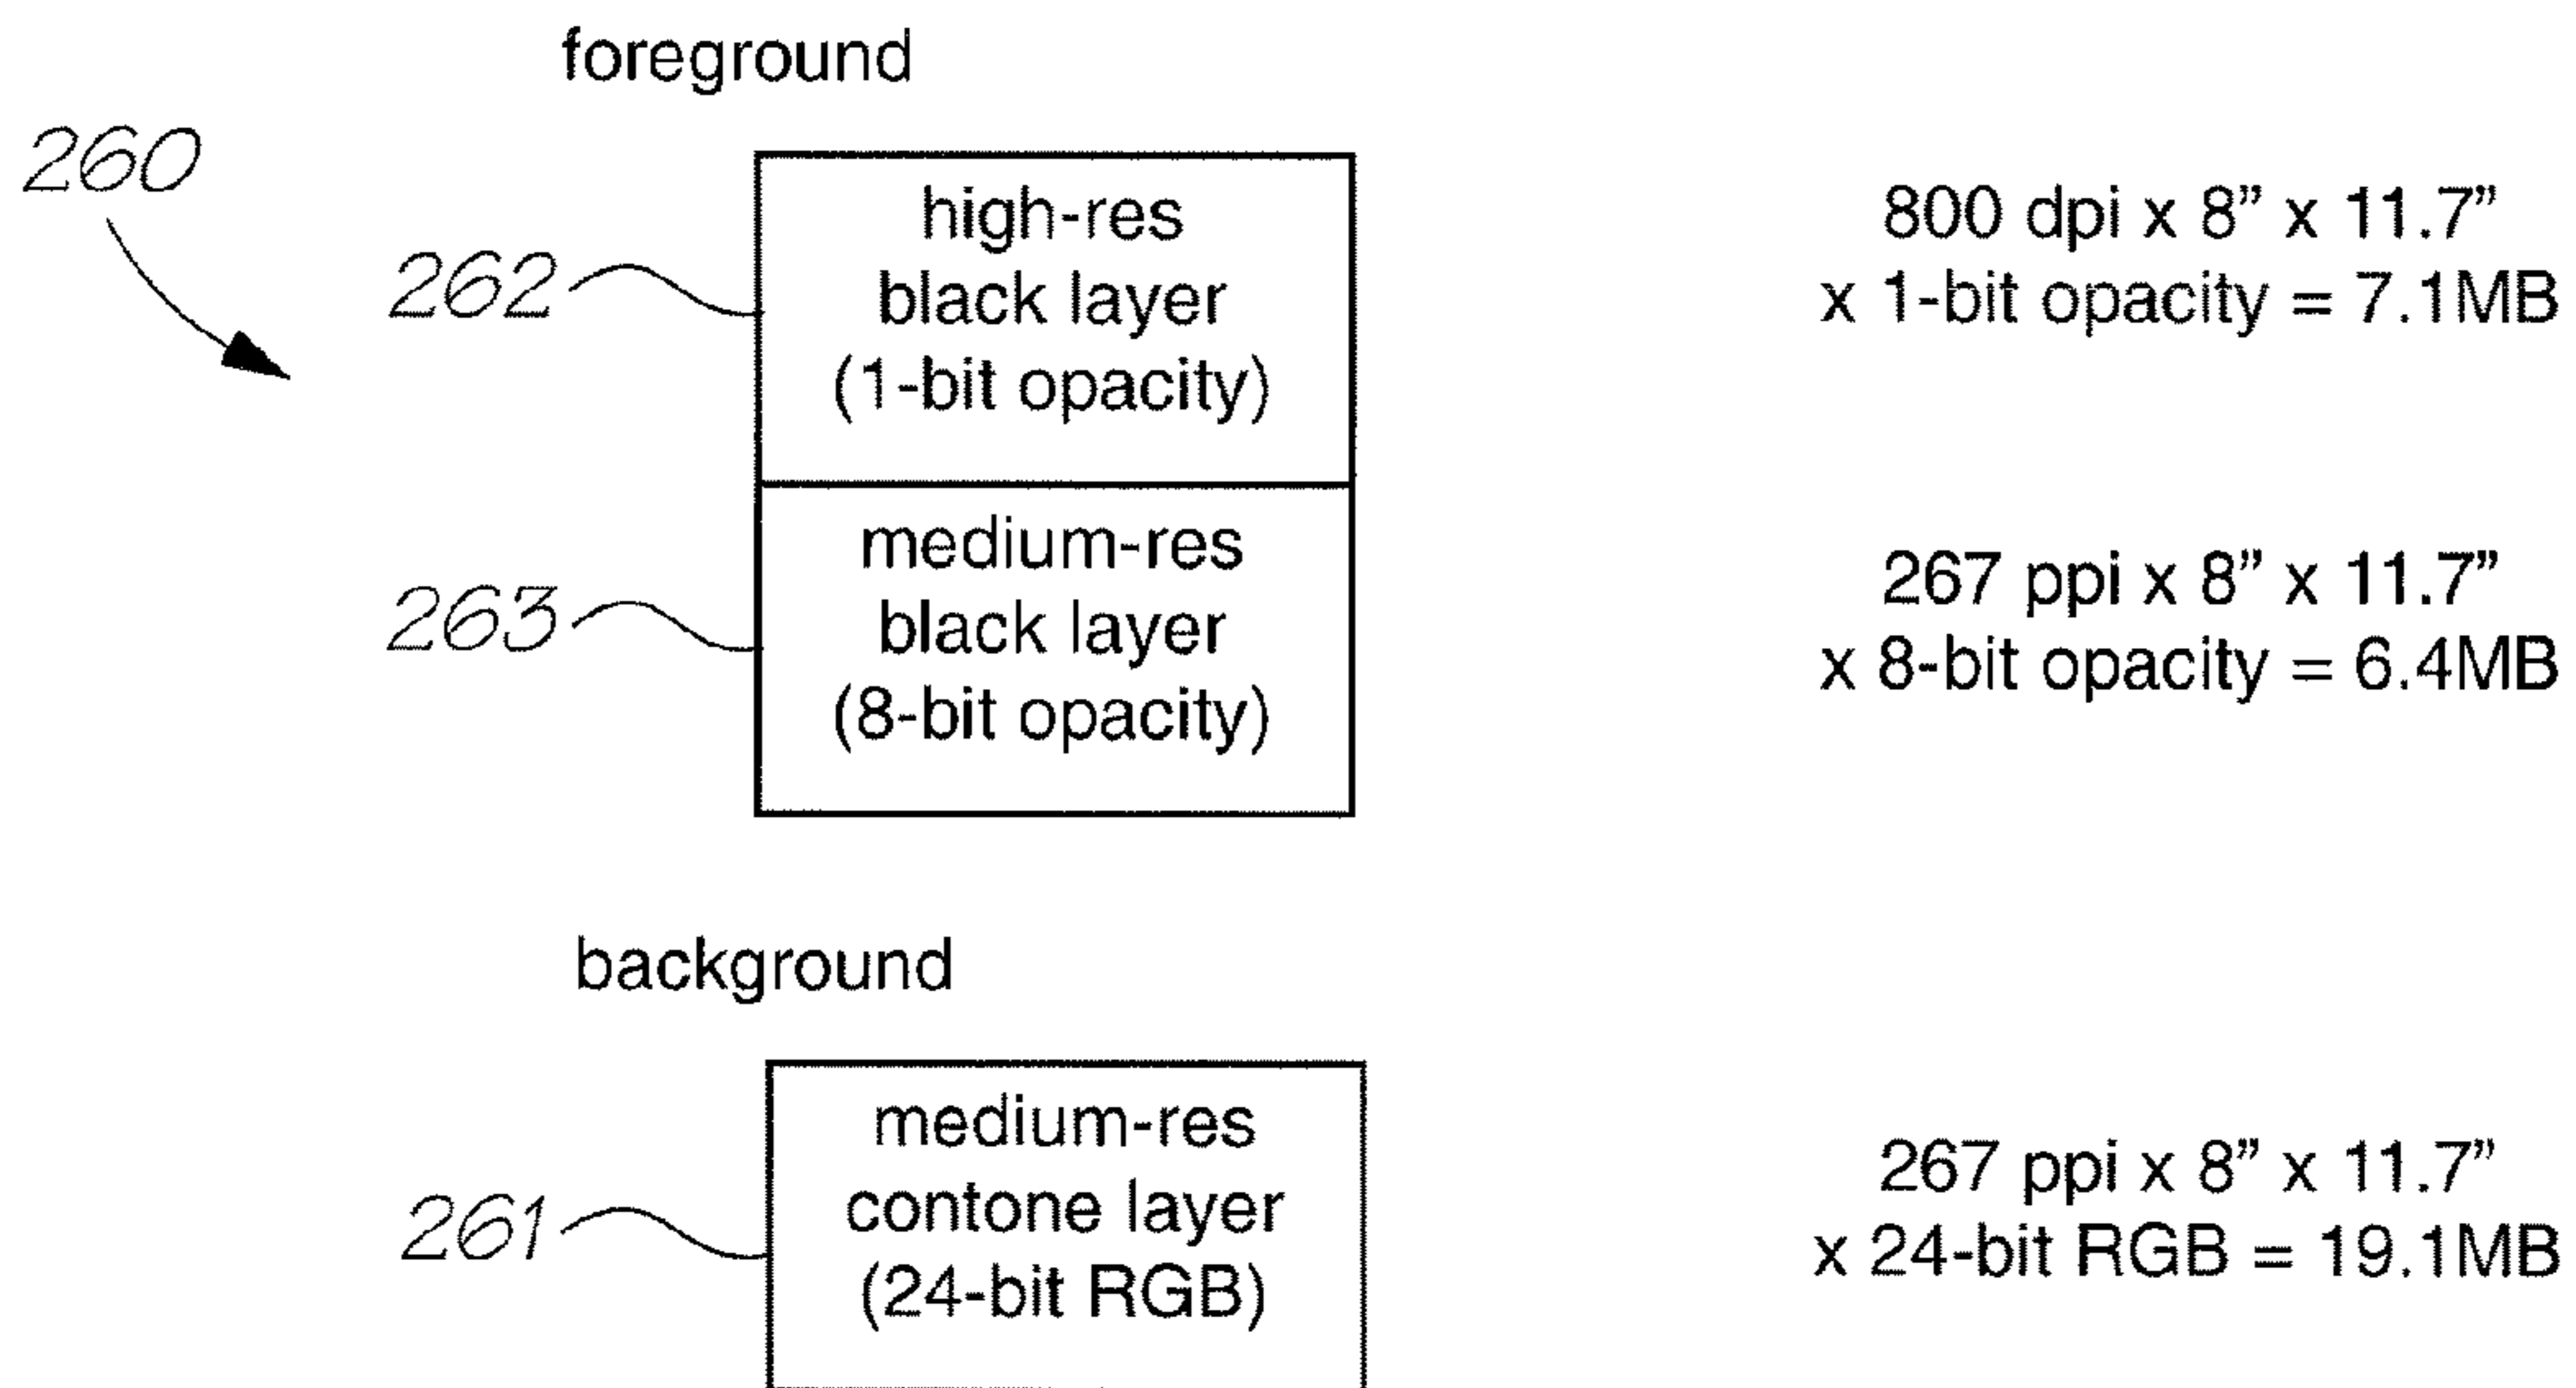 foreground
260
262
high-res
black layer
(1-bit opacity)
800 dpi x 8” x 11.7”
x 1-bit opacity = 7.1MB
263
medium-res
black layer
(8-bit opacity)
267 ppi x 8” x 11.7”
x 8-bit opacity = 6.4MB
background
261
medium-res
contone layer
(24-bit RGB)
267 ppi x 8” x 11.7”
x 24-bit RGB = 19.1MB